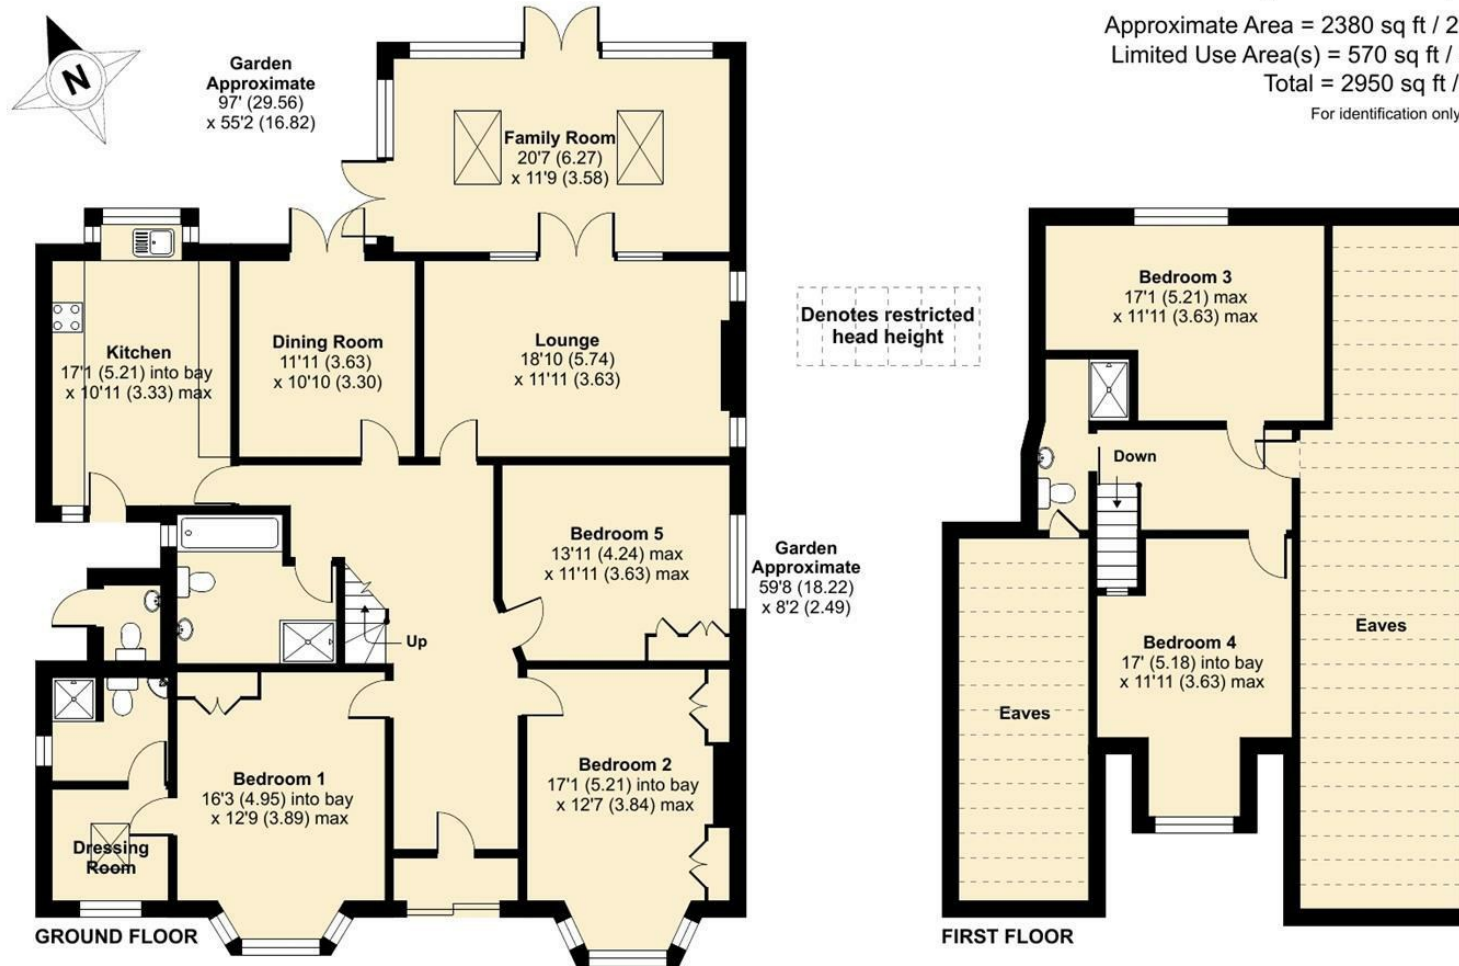 Approximate Area = 2380 sq ft / 2
Limited Use Area(s) = 570 sq ft /
Total = 2950 sq ft /
For identification only
N
Garden
Approximate
97' (29.56)
x 55'2 (16.82)
Family Room
20'7 (6.27)
x 11'9 (3.58)
Kitchen
17'1 (5.21) into bay
x 10'11 (3.33) max
Dining Room
11'11 (3.63)
x 10'10 (3.30)
Lounge
18'10 (5.74)
x 11'11 (3.63)
Denotes restricted
head height
Bedroom 5
13'11 (4.24) max
x 11'11 (3.63) max
Garden
Approximate
59'8 (18.22)
x 8'2 (2.49)
Up
Bedroom 1
16'3 (4.95) into bay
x 12'9 (3.89) max
Bedroom 2
17'1 (5.21) into bay
x 12'7 (3.84) max
Dressing
Room
GROUND FLOOR
Bedroom 3
17'1 (5.21) max
x 11'11 (3.63) max
Down
Bedroom 4
17' (5.18) into bay
x 11'11 (3.63) max
Eaves
Eaves
FIRST FLOOR